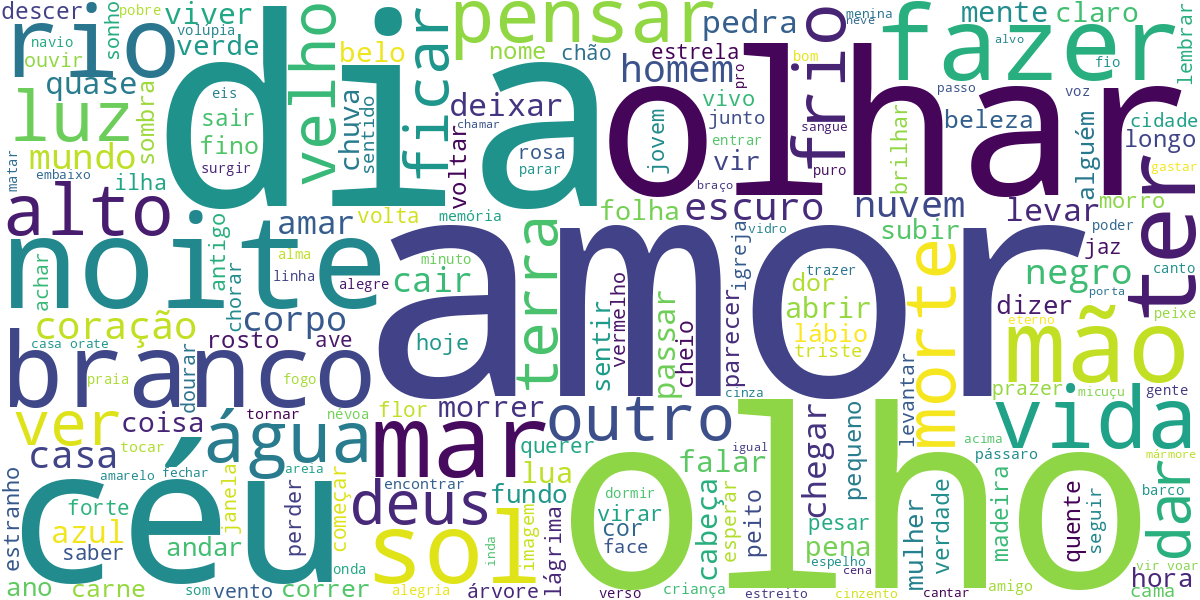 descer
pobre
viver
rio
navio
sonho
volupia
verde
ouvir
quase
luz
sombra
mundo
matar
embaixo
ilha
eis
sair
fino
surgir
dia
velho
belo
chuva
sentido
ficar
pensar
nome
chão
estrela
pedra
homem
deixar
chamar
voltar
rosa
parar
vir
jovem
vivo
junto
entrar
braço
pro
neve
menina
bom
sangue
puro
frio
olhar
mente
claro
fazer
alvo
fio
lembrar
passo
voz
beleza
cidade
longo
brilhar
alguém
gastar
alto
noite
antigo
achar
chorar
amar
alma
linha
volta
memória
minuto
alegre
cair
folha
escuro
igreja
vidro
nuvem
subir
levar
morro
poder
jaz
ter
canto
porta
negro
dizer
peixe
eterno
terra
amor
coração
corpo
casa orate
rosto
ave
hoje
sentir
vermelho
passar
cheio
parecer
dor
trazer
abrir
lábio
triste
morte
mão
branco
praia
dourar
fogo
cinza
prazer
micuçu
gente
levantar
ver
coisa
tornar
tocar
névoa
flor
morrer
outro
querer
igual
chegar
pequeno
vida
acima
pássaro
mármore
casa
água
mar
amarelo
fechar
areia
encontrar
lua
falar
céu
estranho
forte
azul
saber
andar
janela
perder
começar
deus
fundo
imagem
lágrima
inda
sol
olho
dormir
virar
cor
face
cabeça
esperar
peito
pesar
pena
espelho
cena
mulher
verdade
madeira
quente
seguir
barco
dar
ano
carne
som
vento
onda
correr
alegria
árvore
verso
criança
estreito
cinzento
cantar
amigo
cama
hora
vir voar